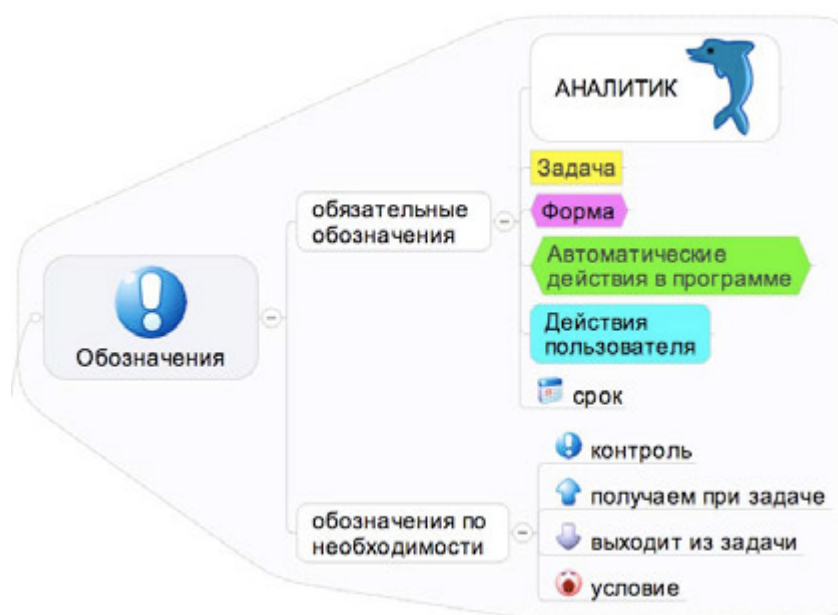 АНАЛИТИК
Задача
обязательные
обозначения
Форма
Автоматические
действия в программе
Действия
пользователя
срок
Обозначения
контроль
получаем при задаче
обозначения по
необходимости
выходит из задачи
условие